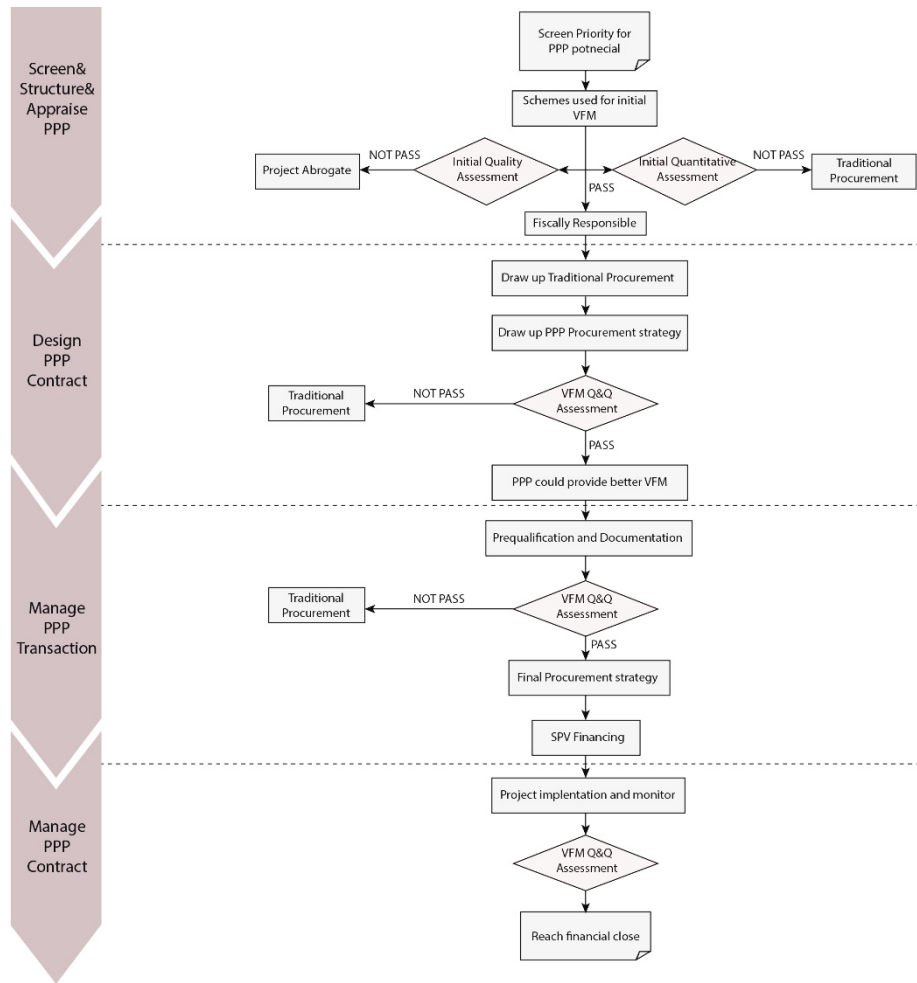 Screen&
Structure&
Appraise
PPP
Screen Priority for
PPP potnecial
Schemes used for initial
VFM
NOT PASS
Initial Quality
Assessment
Initial Quantitative
Assessment
NOT PASS
Project Abrogate
PASS
Traditional
Procurement
Fiscally Responsible
Design
PPP
Contract
Draw up Traditional Procurement
Draw up PPP Procurement strategy
Traditional
Procurement
NOT PASS
VFM Q&Q
Assessment
PASS
PPP could provide better VFM
Manage
PPP
Transaction
Prequalification and Documentation
Traditional
Procurement
NOT PASS
VFM Q&Q
Assessment
PASS
Final Procurement strategy
SPV Financing
Manage
PPP
Contract
Project implentation and monitor
VFM Q&Q
Assessment
Reach financial close